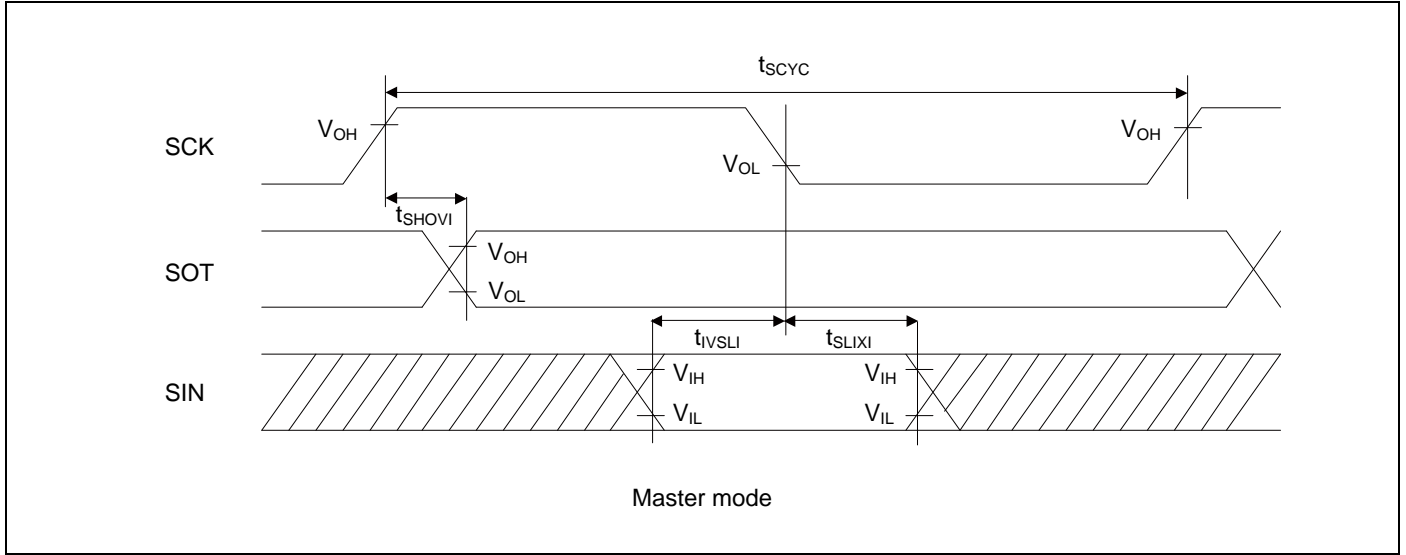 tSCYC
SCK
VOH
VOL
VOH
tSHOVI
SOT
VOH
VOL
tIVSLI
tSLIXI
SIN
VIH
VIH
VIL
VIL
Master mode